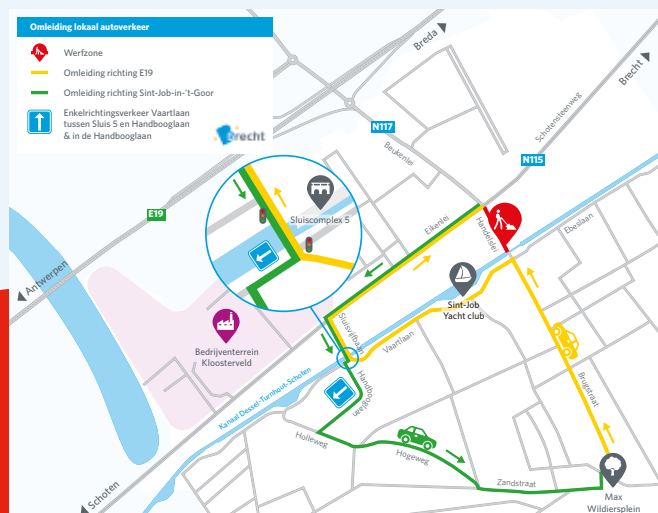 Omleiding lokaal autoverkeer
Werfzone
Omleiding richting E19
Omleiding richting Sint-Job-in-'t-Goor
Enkelrichtingsverkeer Vaartlaan
tussen Sluis 5 en Handbooglaan
& in de Handbooglaan
brecht
Breda
Brecht
N117
Beukenlei
Schotensteenweg
N115
Sluiscomplex 5
E19
Eikenlei
Handelslei
Ebeslaan
Antwerpen
Sint-Job
Yacht club
Sluisvijfbaan
Vaartlaan
Bedrijventerrein
Kloosterveld
Kanaal Dessel-Turnhout-Schoten
Handbooglaan
Brugstraat
Holleweg
Hogeweg
Zandstraat
Schoten
Max
Wildiersplein